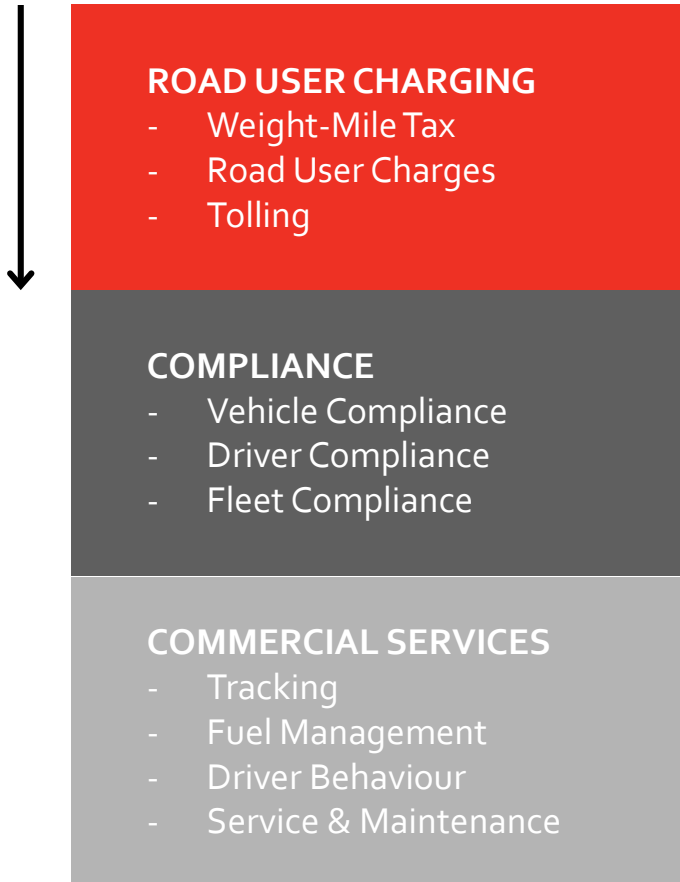 ROAD USER CHARGING
- Weight-Mile Tax
- Road User Charges
- Tolling
COMPLIANCE
- Vehicle Compliance
- Driver Compliance
- Fleet Compliance
COMMERCIAL SERVICES
- Tracking
- Fuel Management
- Driver Behaviour
- Service & Maintenance